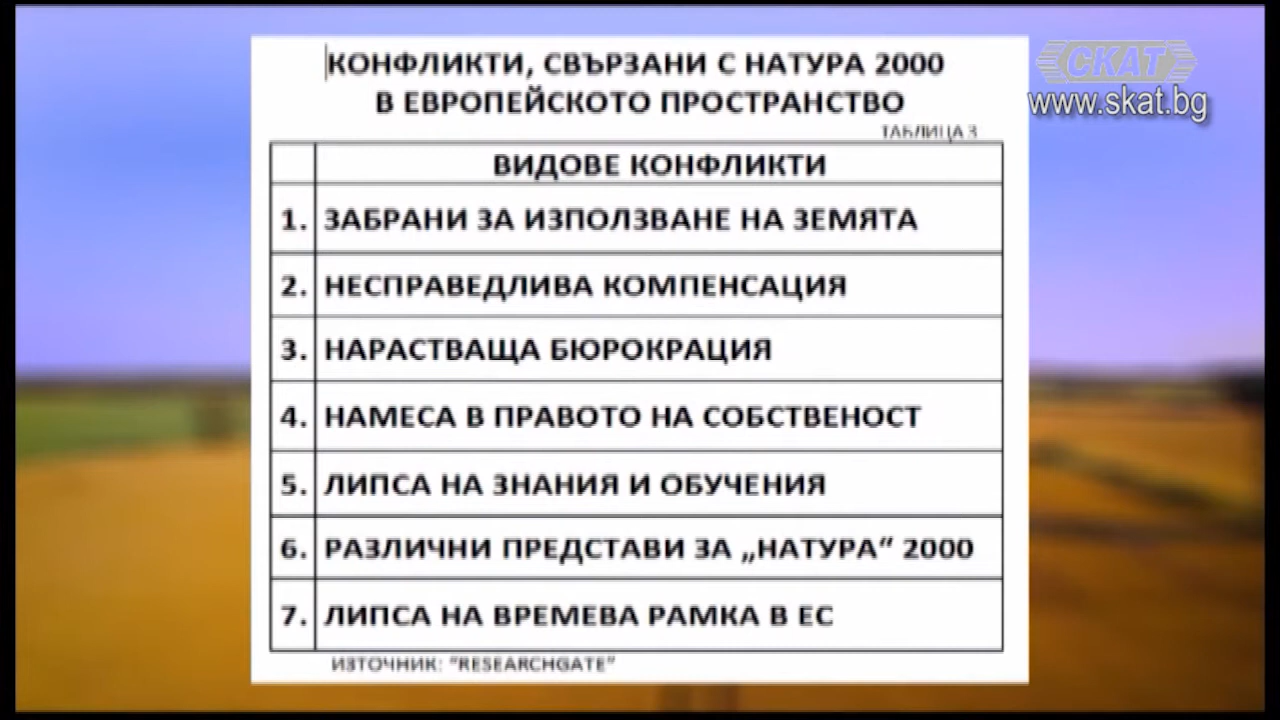 КОНФЛИКТИ, СВЪРЗАНИ С НАТУРА 2000
В ЕВРОПЕЙСКОТО ПРОСТРАНСТВО
ТАБЛИЦА 3
ВИДОВЕ КОНФЛИКТИ
1. ЗАБРАНИ ЗА ИЗПОЛЗВАНЕ НА ЗЕМЯТА
2. НЕСПРАВЕДЛИВА КОМПЕНСАЦИЯ
3. НАРАСТВАЩА БЮРОКРАЦИЯ
4. НАМЕСА В ПРАВОТО НА СОБСТВЕНОСТ
5. ЛИПСА НА ЗНАНИЯ И ОБУЧЕНИЯ
6. РАЗЛИЧНИ ПРЕДСТАВИ ЗА „НАТУРА“ 2000
7. ЛИПСА НА ВРЕМЕВА РАМКА В ЕС
ИЗТОЧНИК: “RESEARCHGATE”
СКАТ
www.skat.bg